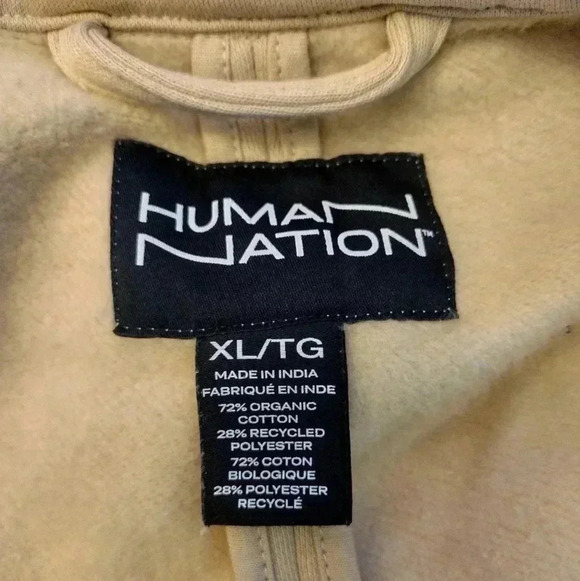 HUMAN
NATION™
XL/TG
MADE IN INDIA
FABRIQUÉ EN INDE
72% ORGANIC
COTTON
28% RECYCLED
POLYESTER
72% COTON
BIOLOGIQUE
28% POLYESTER
RECYCLÉ